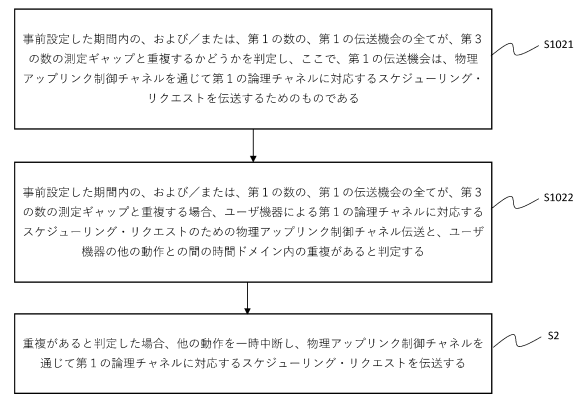 事前設定した期間内の、および／または、第１の数の、第１の伝送機会の全てが、第３
の数の測定ギャップと重複するかどうかを判定し、ここで、第１の伝送機会は、物理
アップリンク制御チャネルを通じて第１の論理チャネルに対応するスケジューリング・
リクエストを伝送するためのものである
S1021
事前設定した期間内の、および／または、第１の数の、第１の伝送機会の全てが、第３
の数の測定ギャップと重複する場合、ユーザ機器による第１の論理チャネルに対応する
スケジューリング・リクエストのための物理アップリンク制御チャネル伝送と、ユーザ
機器の他の動作との間の時間ドメイン内の重複があると判定する
S1022
重複があると判定した場合、他の動作を一時中断し、物理アップリンク制御チャネルを
通じて第１の論理チャネルに対応するスケジューリング・リクエストを伝送する
S2